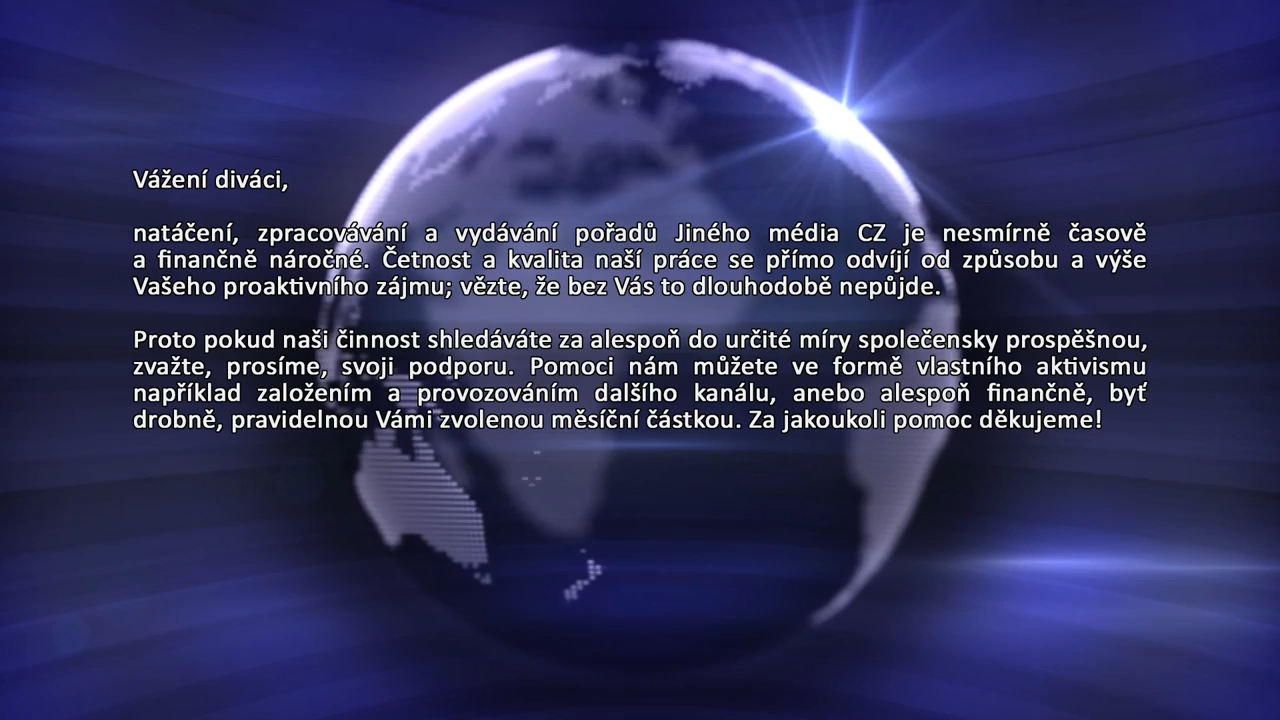 Vážení diváci,
natáčení, zpracovávání a vydávání pořadů Jiného média CZ je nesmírně časově
a finančně náročné. Četnost a kvalita naší práce se přímo odvíjí od způsobu a výše
Vašeho proaktivního zájmu; vězte, že bez Vás to dlouhodobě nepůjde.
Proto pokud naši činnost shledáváte za alespoň do určité míry společensky prospěšnou,
zvažte, prosíme, svoji podporu. Pomoci nám můžete ve formě vlastního aktivismu
například založením a provozováním dalšího kanálu, anebo alespoň finančně, byť
drobně, pravidelnou Vámi zvolenou měsíční částkou. Za jakoukoli pomoc děkujeme!